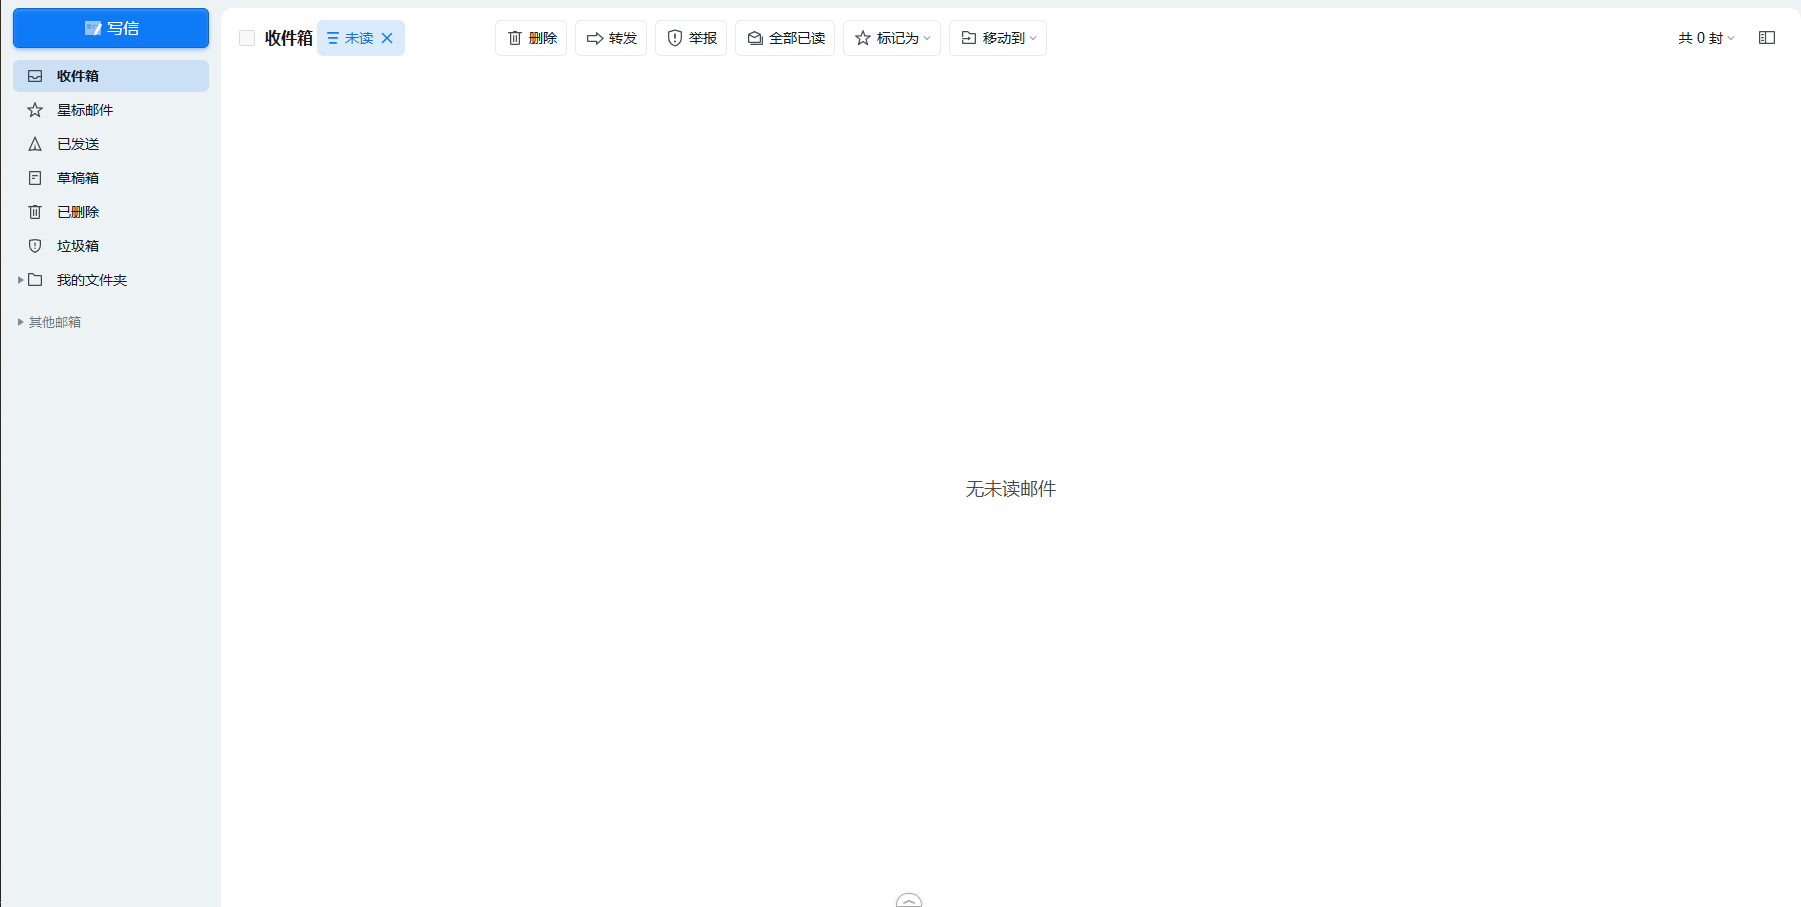 写信
收件箱
星标邮件
已发送
草稿箱
已删除
垃圾箱
我的文件夹
其他邮箱
收件箱 未读 删除 转发 举报 全部已读 标记为 移动到 共 0 封
无未读邮件